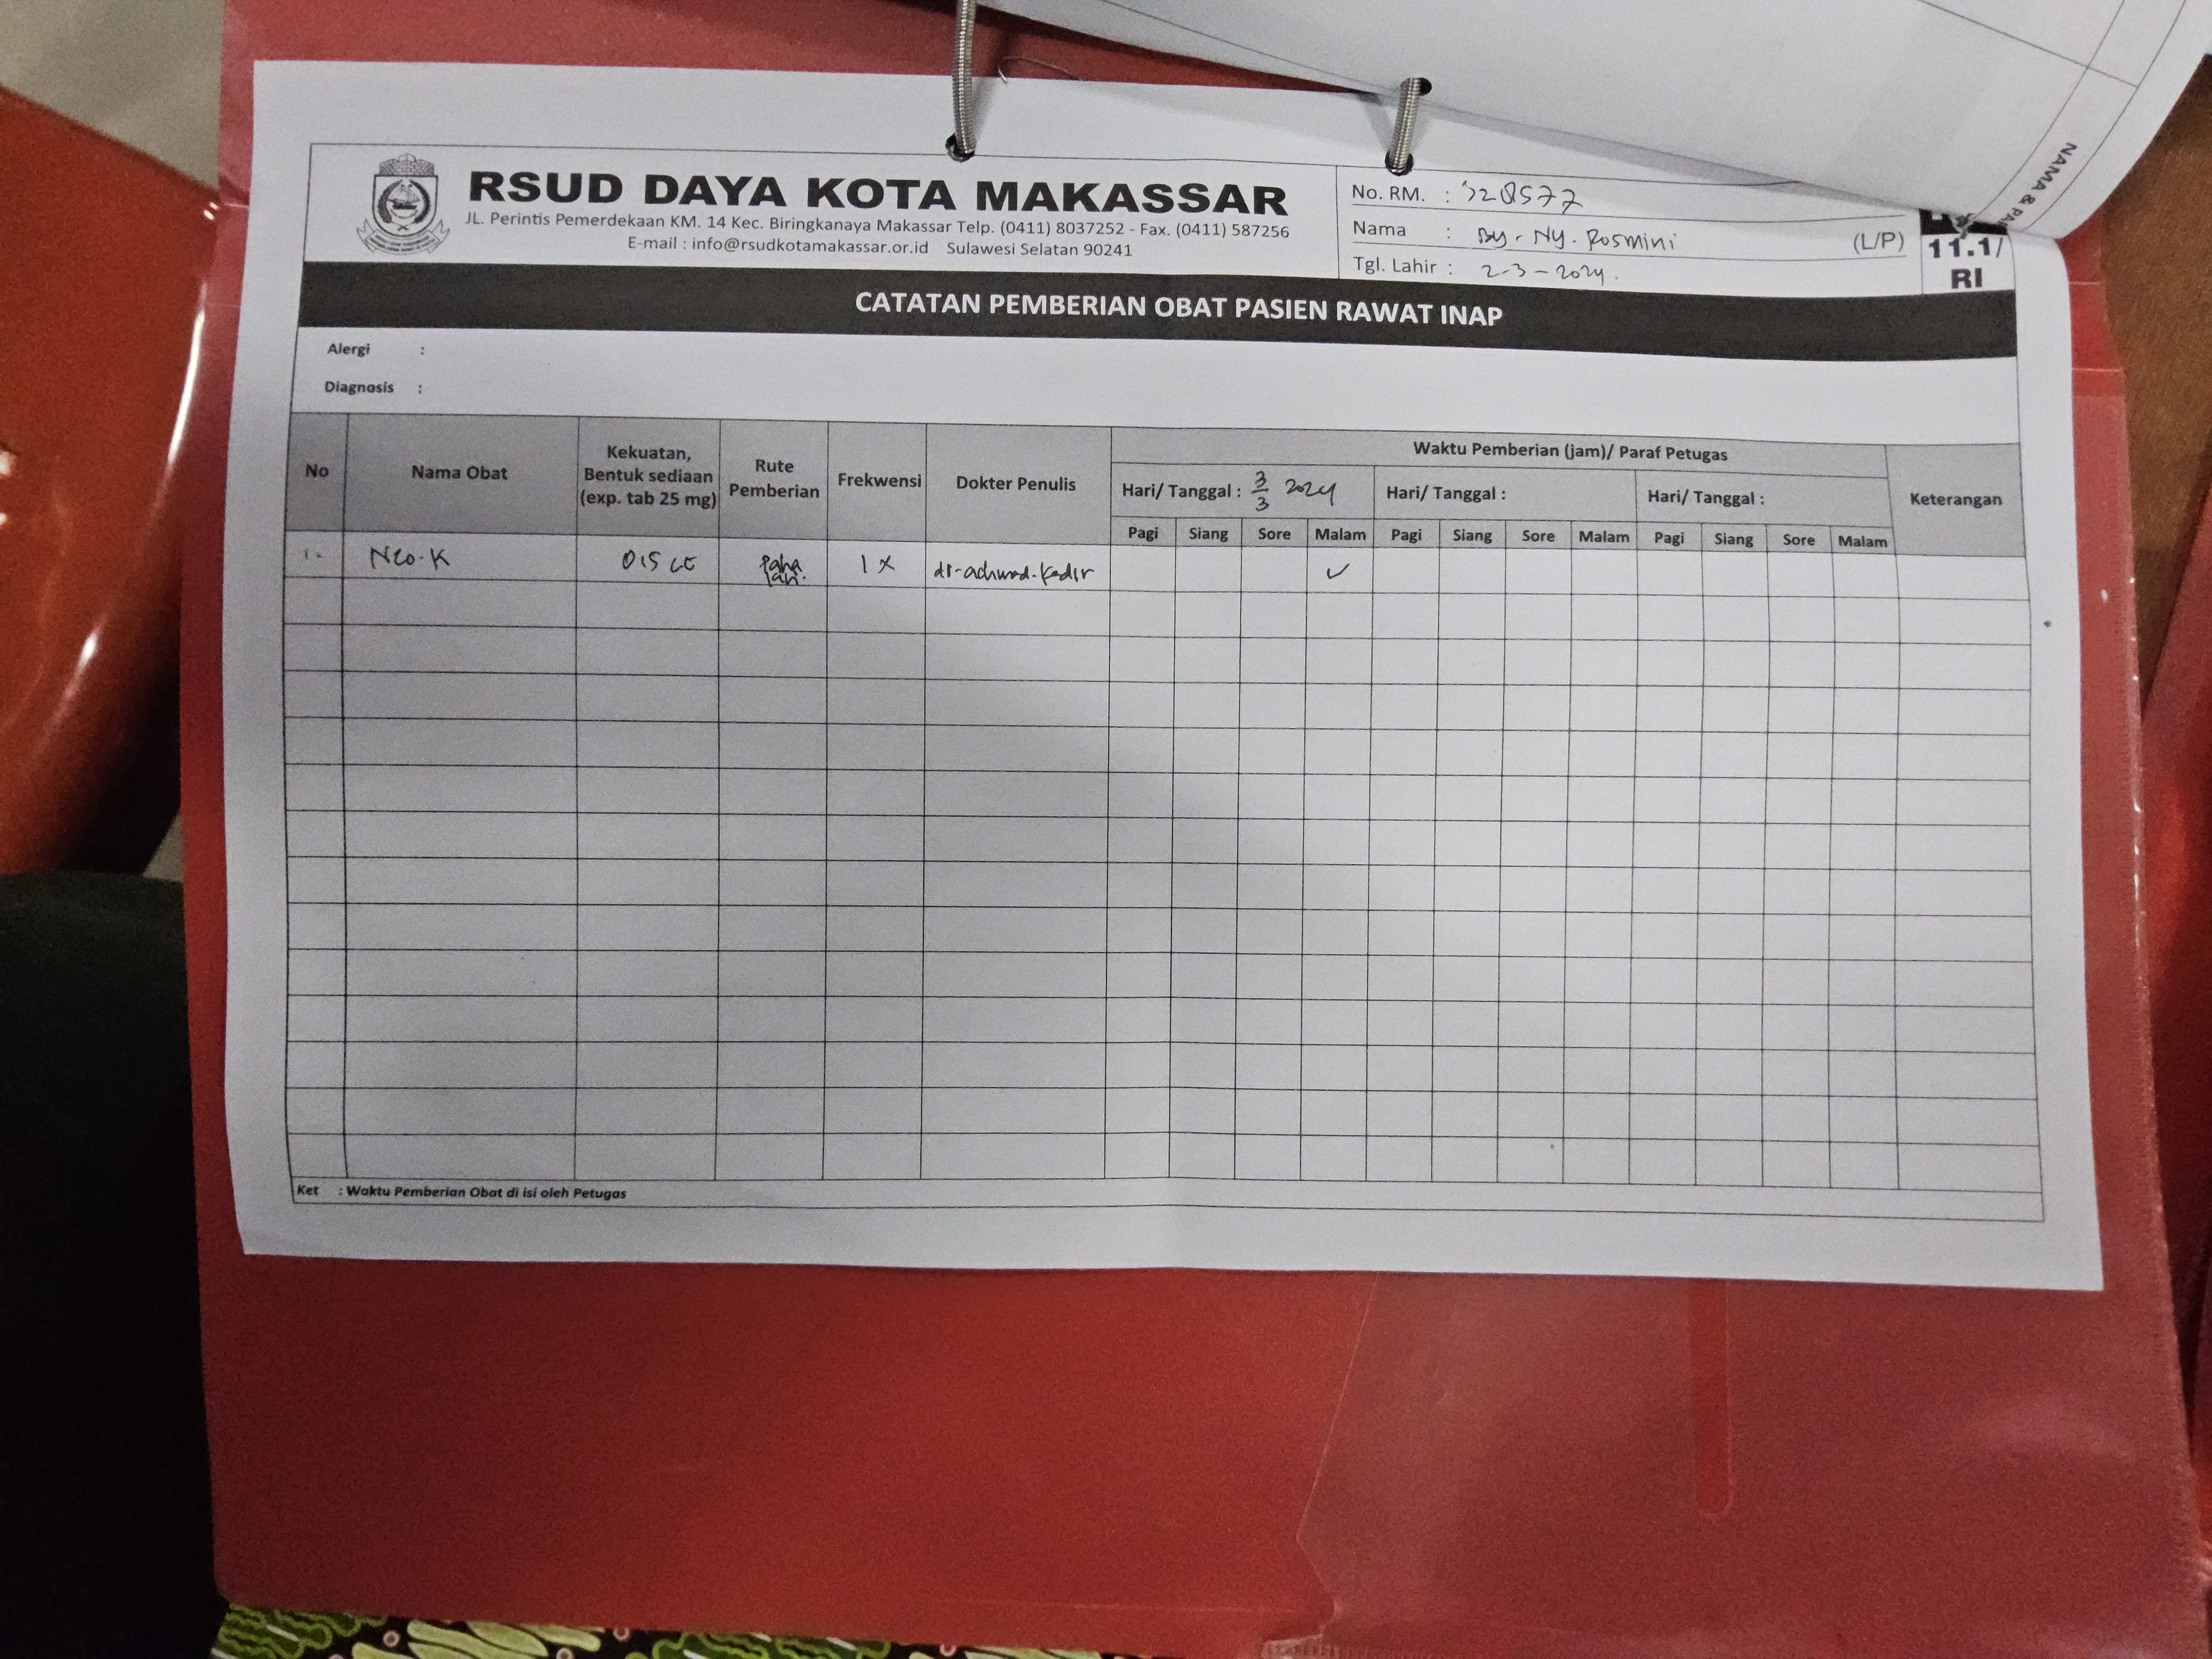 RSUD DAYA KOTA MAKASSAR
JL. Perintis Pemerdekaan KM. 14 Kec. Biringkanaya Makassar Telp. (0411) 8037252 - Fax. (0411) 587256
E-mail : info@rsudkotamakassar.or.id Sulawesi Selatan 90241
No. RM. : 328577
Nama : By. Ny. Rosmini (L/P)
Tgl. Lahir : 2-3-2024.
11.1/
RI
NAMA & PA
CATATAN PEMBERIAN OBAT PASIEN RAWAT INAP
Alergi :
Diagnosis :
No Nama Obat Kekuatan, Bentuk sediaan (exp. tab 25 mg) Rute Pemberian Frekwensi Dokter Penulis Waktu Pemberian (jam)/ Paraf Petugas Keterangan
Hari/ Tanggal : 3/3 2024 Hari/ Tanggal : Hari/ Tanggal :
Pagi Siang Sore Malam Pagi Siang Sore Malam Pagi Siang Sore Malam
1. Neo-K 0,5 cc Paha 1 x dr. achmad. Kadir ✓
Ket : Waktu Pemberian Obat di isi oleh Petugas